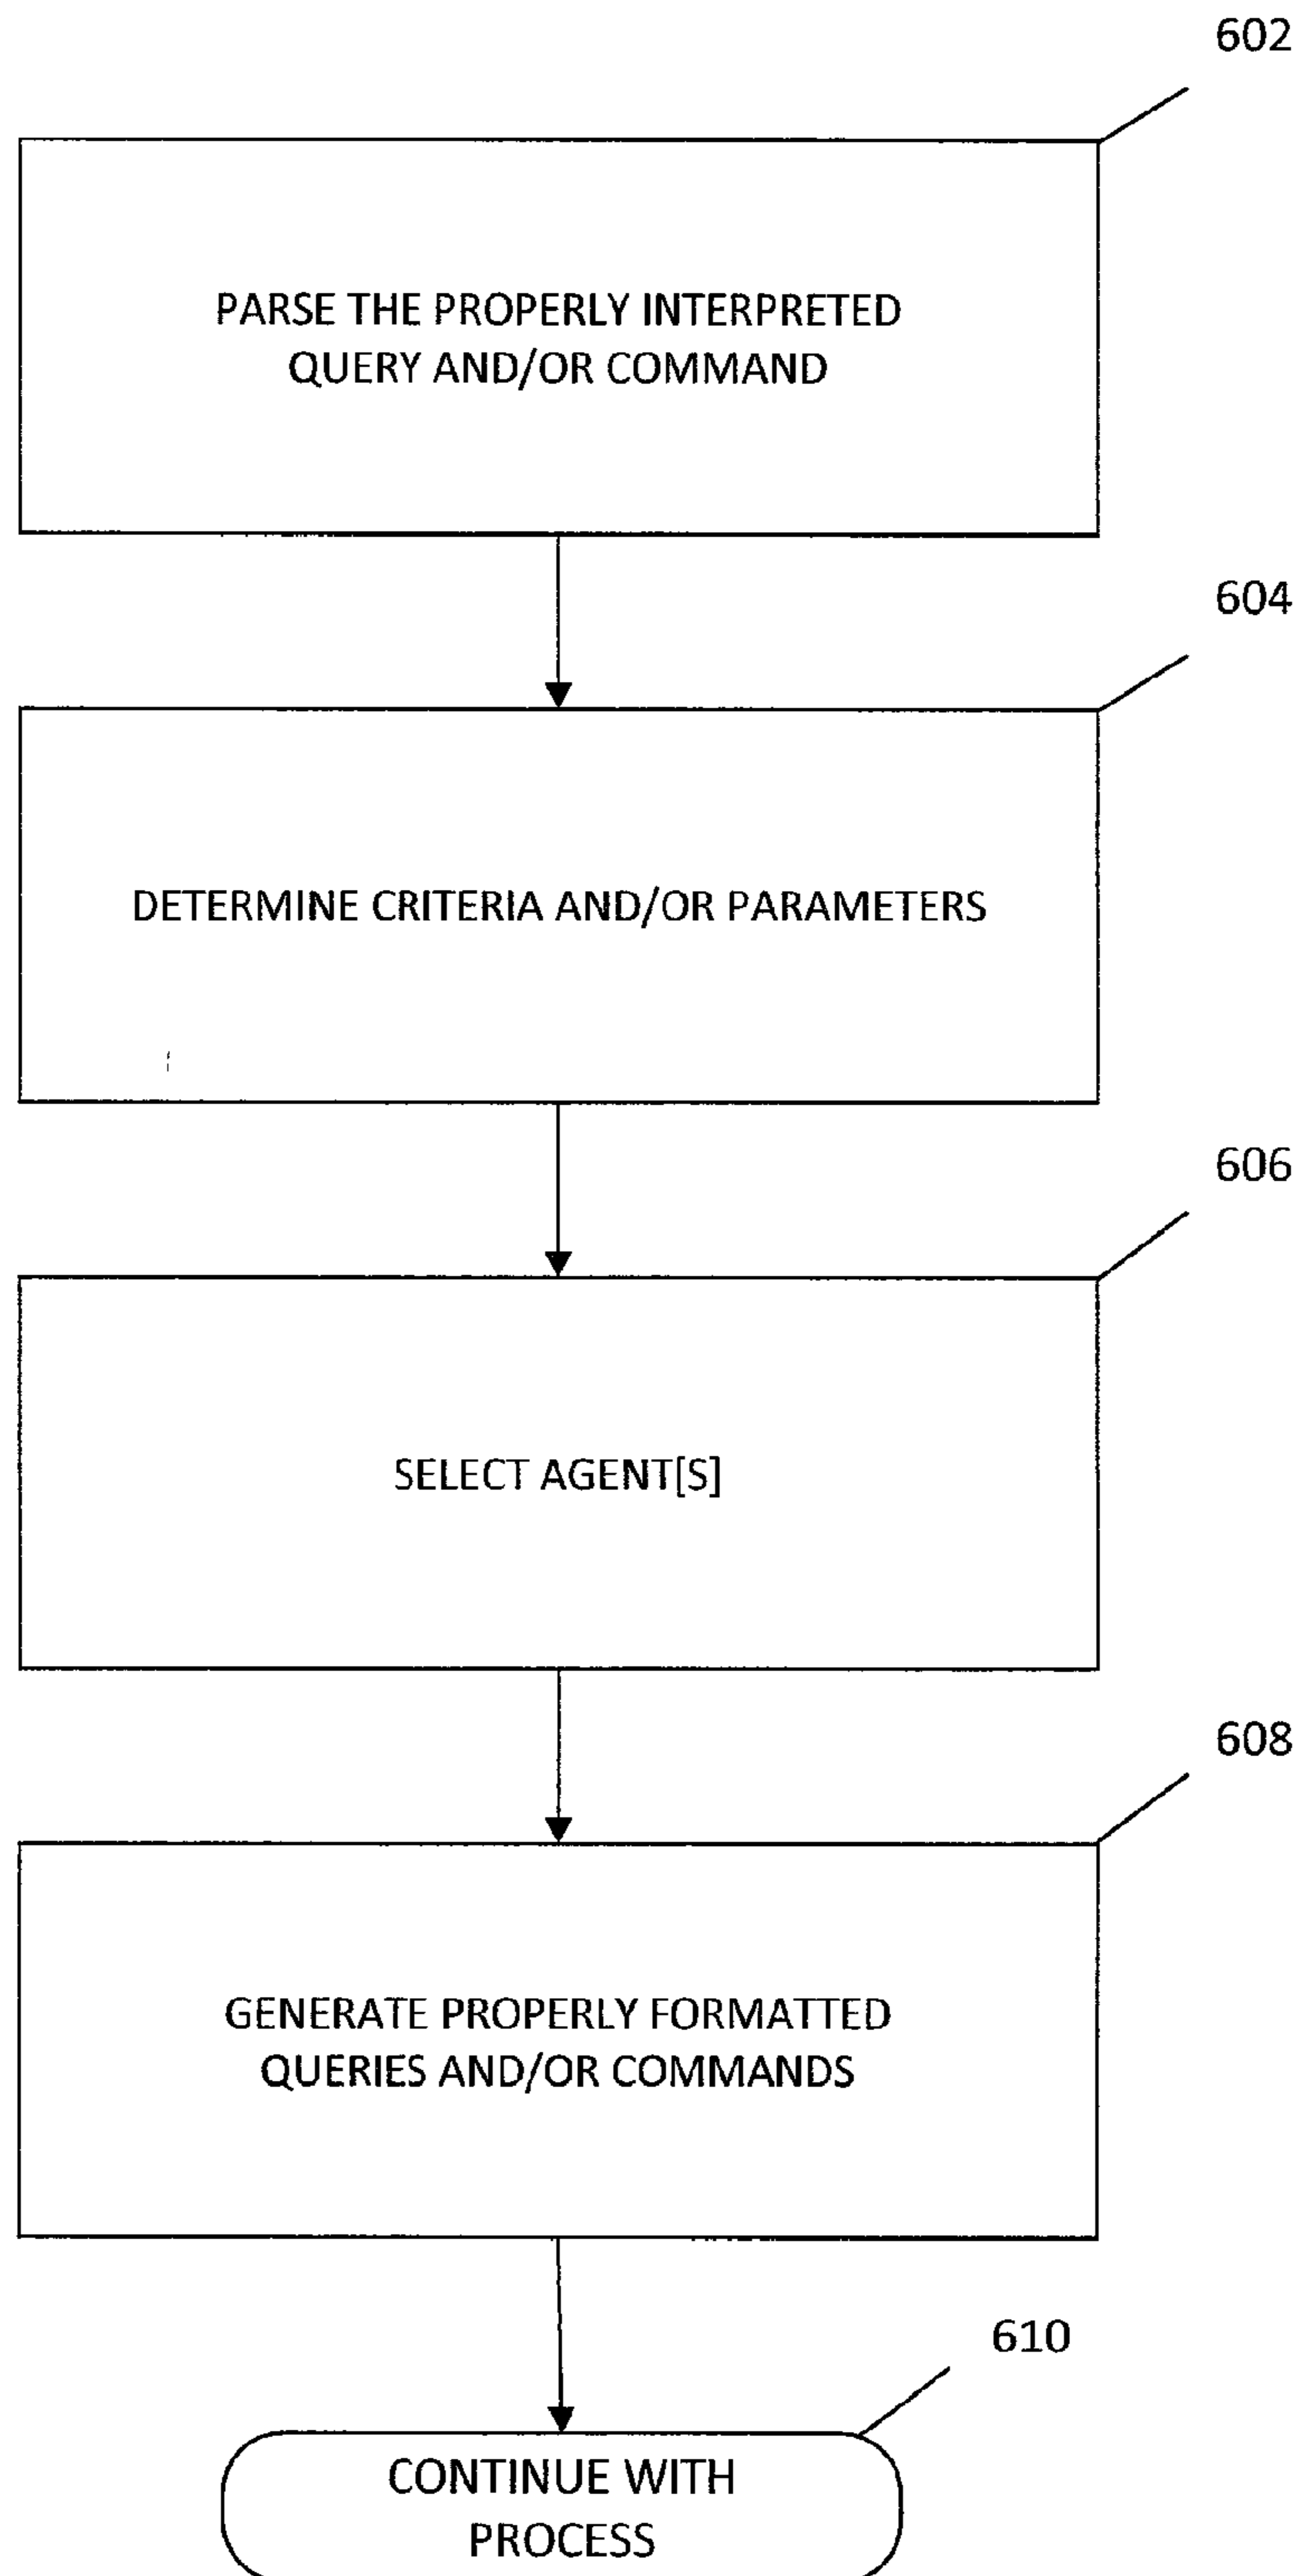 602
PARSE THE PROPERLY INTERPRETED
QUERY AND/OR COMMAND
604
DETERMINE CRITERIA AND/OR PARAMETERS
606
SELECT AGENT[S]
608
GENERATE PROPERLY FORMATTED
QUERIES AND/OR COMMANDS
610
CONTINUE WITH
PROCESS